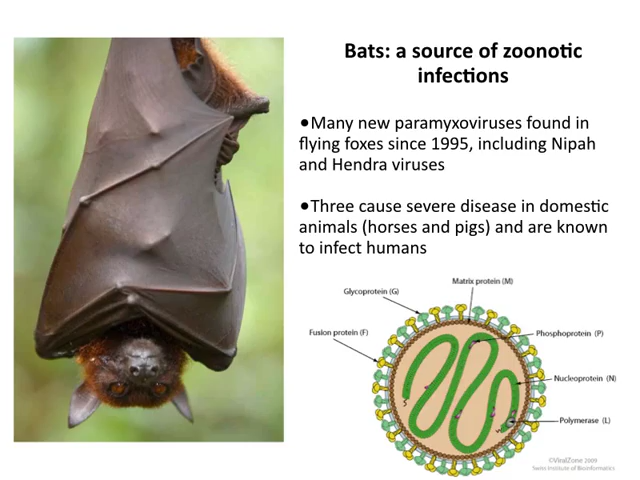 Bats: a source of zoonotic
infections
•Many new paramyxoviruses found in
flying foxes since 1995, including Nipah
and Hendra viruses
•Three cause severe disease in domestic
animals (horses and pigs) and are known
to infect humans
Matrix protein (M)
Glycoprotein (G)
Fusion protein (F)
Phosphoprotein (P)
Nucleoprotein (N)
Polymerase (L)
©ViralZone 2009
Swiss Institute of Bioinformatics